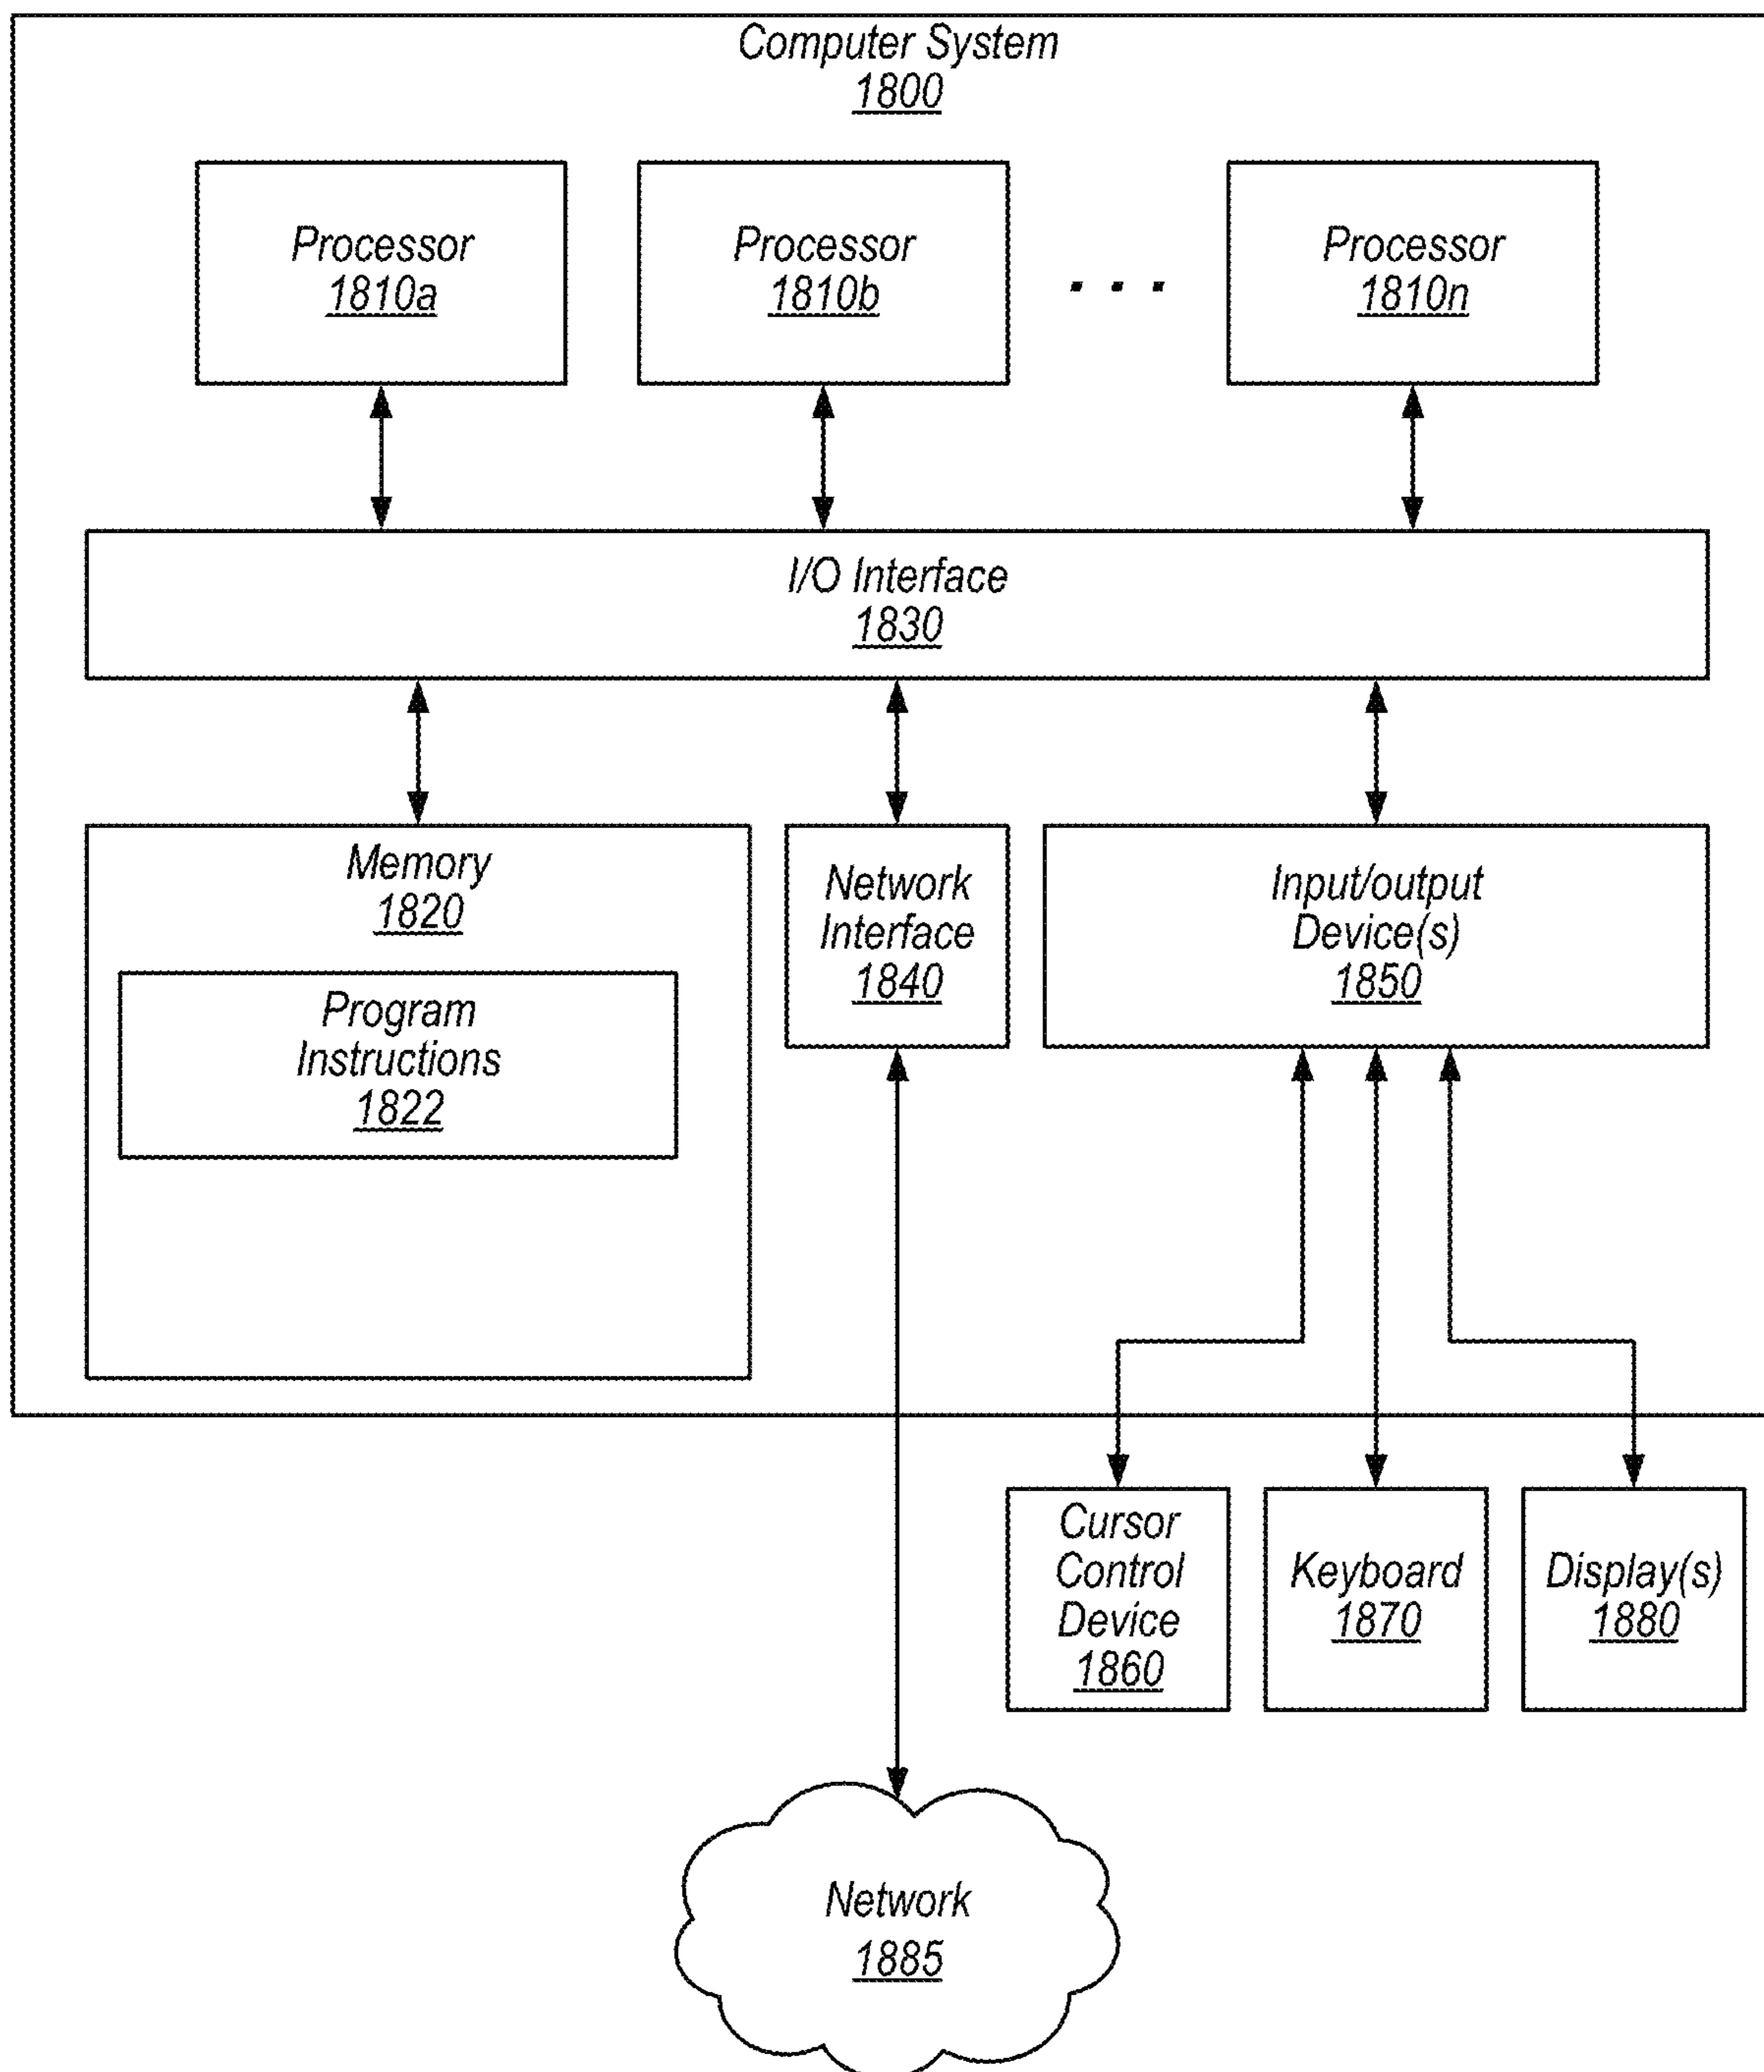 Computer System
1800
Processor
1810a
Processor
1810b
. . .
Processor
1810n
I/O Interface
1830
Memory
1820
Program
Instructions
1822
Network
Interface
1840
Input/output
Device(s)
1850
Cursor
Control
Device
1860
Keyboard
1870
Display(s)
1880
Network
1885